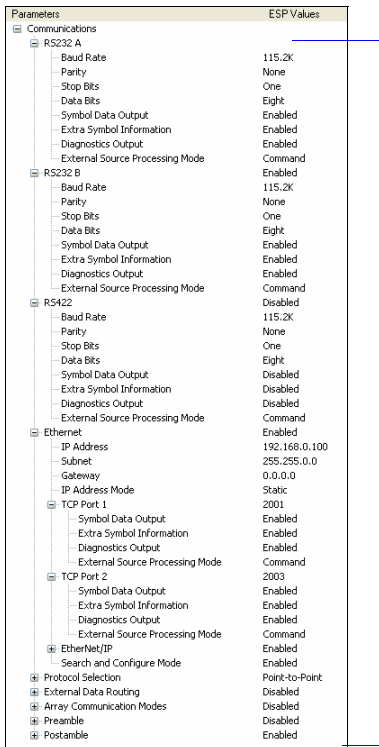 Parameters ESP Values
Communications
RS232 A
Baud Rate 115.2K
Parity None
Stop Bits One
Data Bits Eight
Symbol Data Output Enabled
Extra Symbol Information Enabled
Diagnostics Output Enabled
External Source Processing Mode Command
RS232 B Enabled
Baud Rate 115.2K
Parity None
Stop Bits One
Data Bits Eight
Symbol Data Output Enabled
Extra Symbol Information Enabled
Diagnostics Output Enabled
External Source Processing Mode Command
RS422 Disabled
Baud Rate 115.2K
Parity None
Stop Bits One
Data Bits Eight
Symbol Data Output Disabled
Extra Symbol Information Disabled
Diagnostics Output Disabled
External Source Processing Mode Command
Ethernet Enabled
IP Address 192.168.0.100
Subnet 255.255.0.0
Gateway 0.0.0.0
IP Address Mode Static
TCP Port 1 2001
Symbol Data Output Enabled
Extra Symbol Information Enabled
Diagnostics Output Enabled
External Source Processing Mode Command
TCP Port 2 2003
Symbol Data Output Enabled
Extra Symbol Information Enabled
Diagnostics Output Enabled
External Source Processing Mode Command
EtherNet/IP Enabled
Search and Configure Mode Enabled
Protocol Selection Point-to-Point
External Data Routing Disabled
Array Communication Modes Disabled
Preamble Disabled
Postamble Enabled